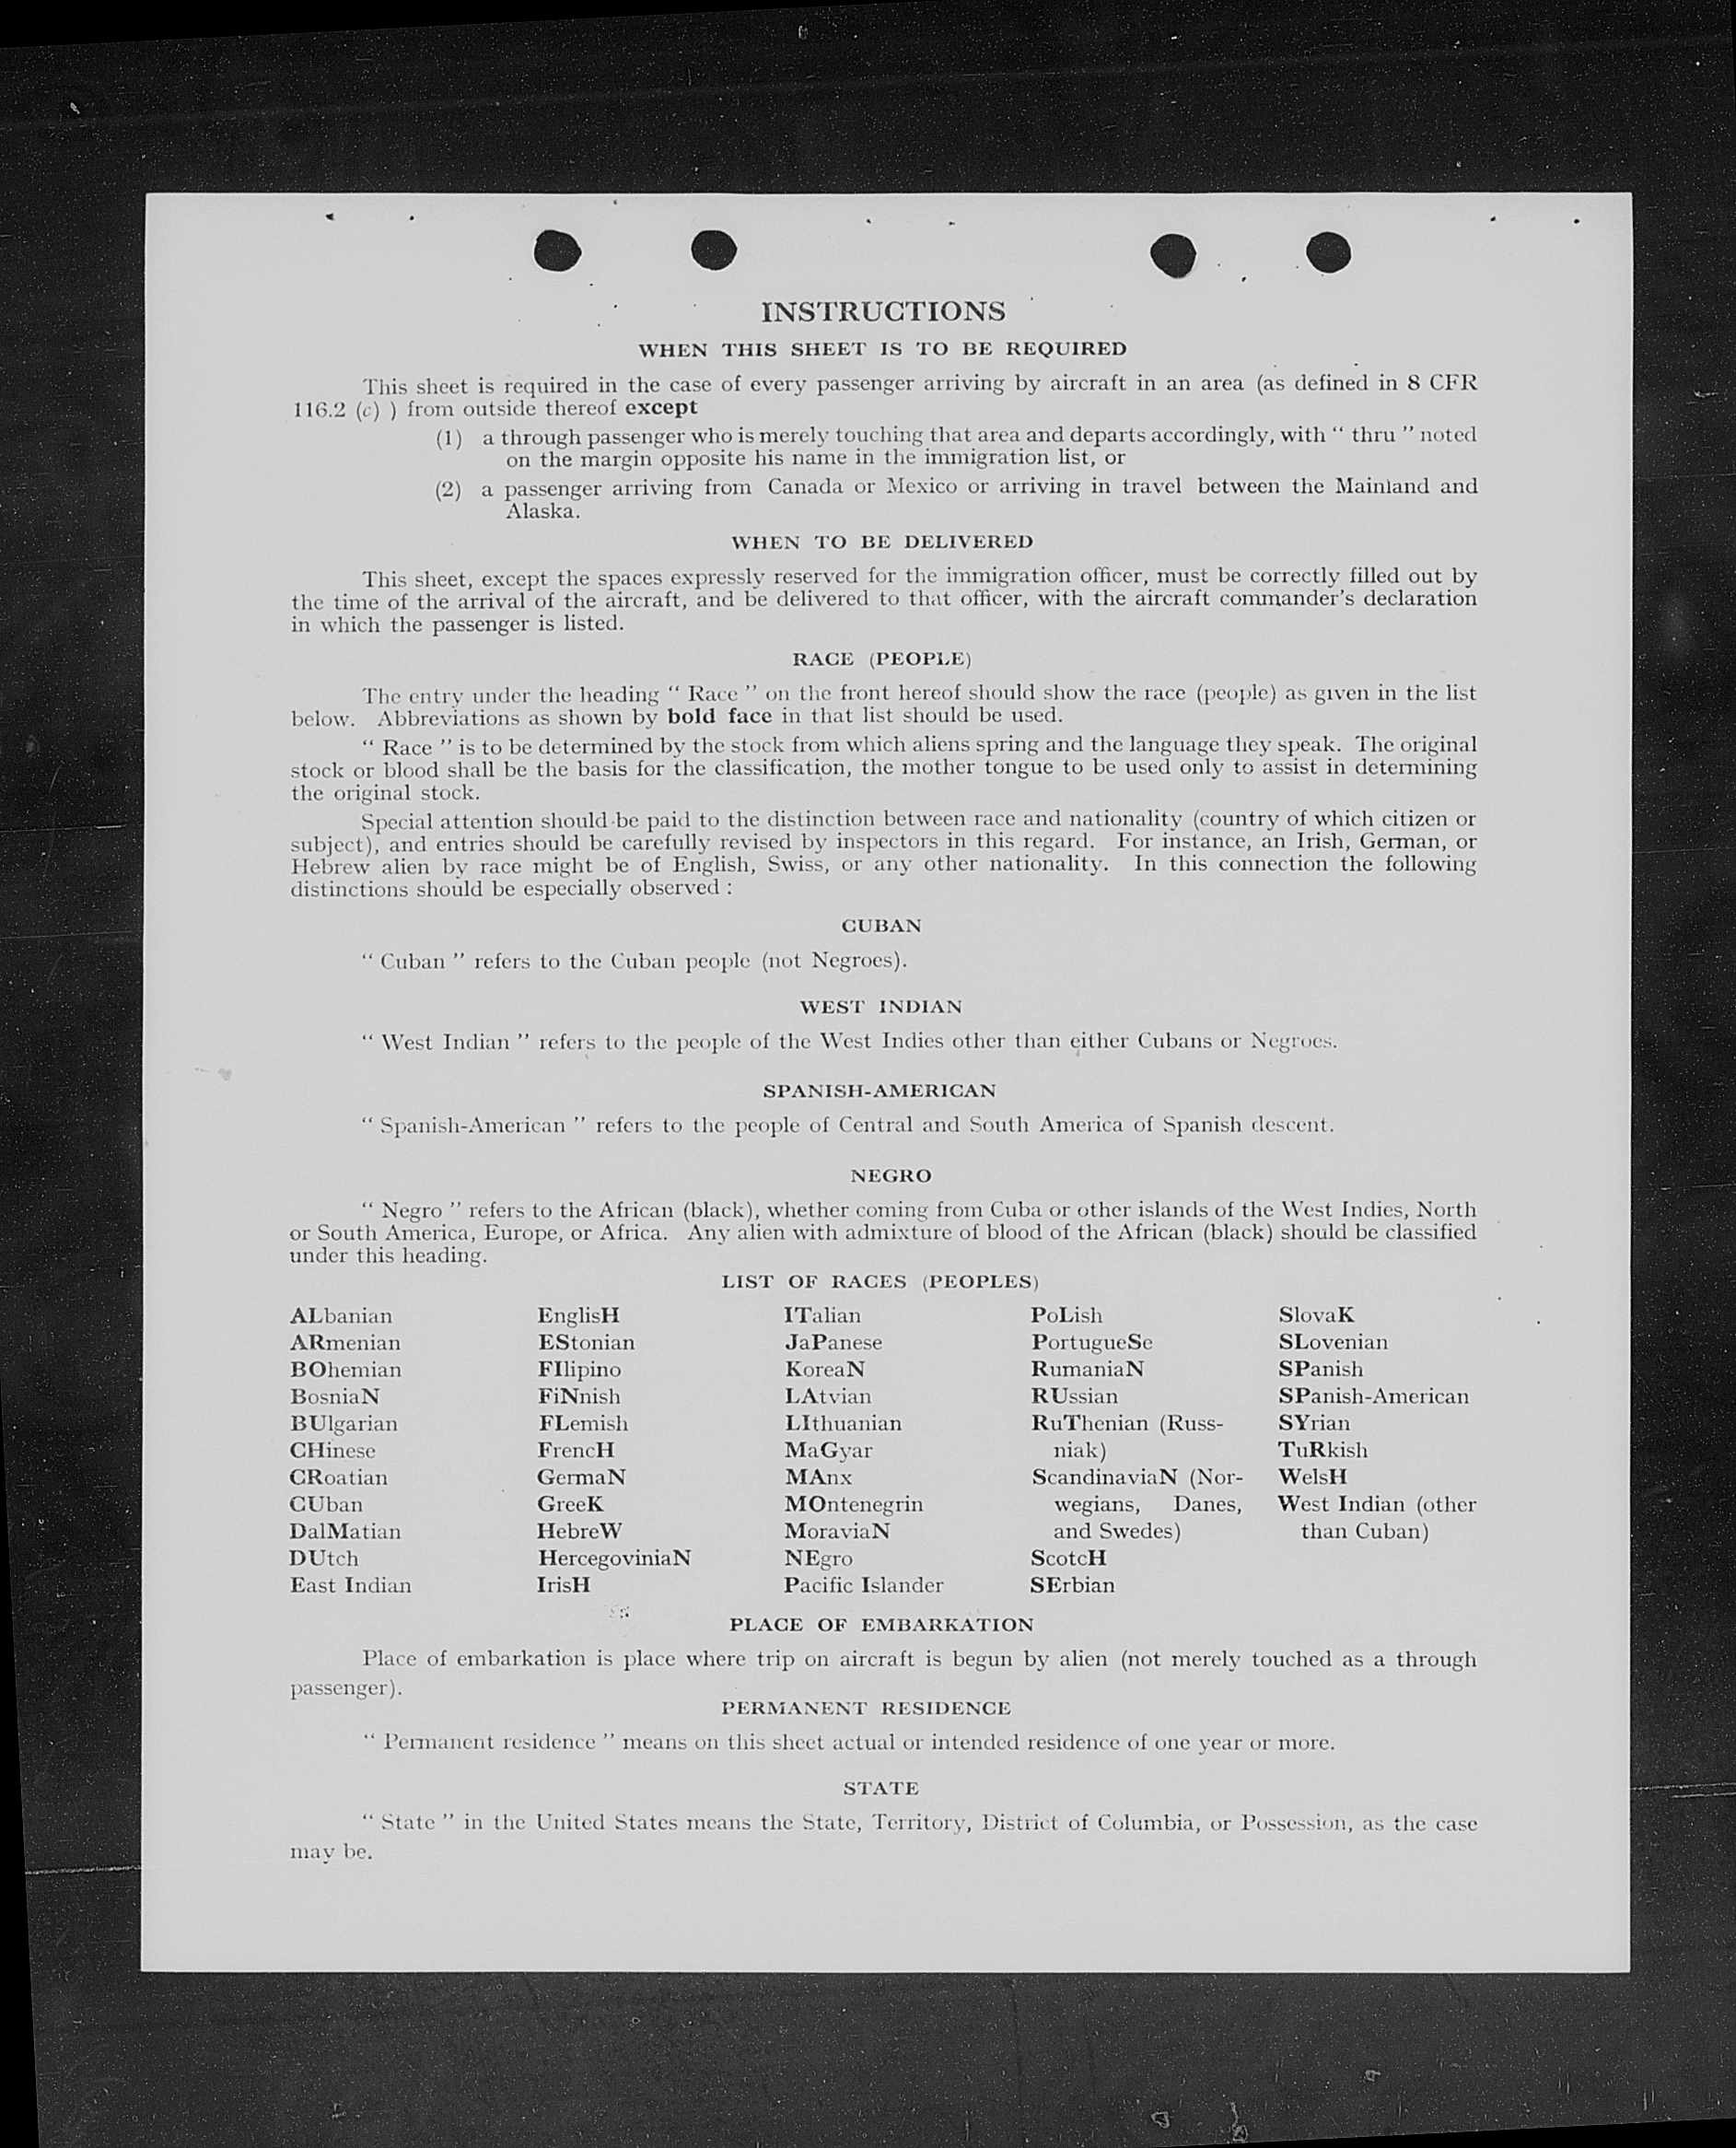 INSTRUCTIONS
WHEN THIS SHEET IS TO BE REQUIRED
This sheet is required in the case of every passenger arriving by aircraft in an area (as defined in 8 CFR
116.2 (c) ) from outside thereof except
(1) a through passenger who is merely touching that area and departs accordingly, with “ thru ” noted
on the margin opposite his name in the immigration list, or
(2) a passenger arriving from Canada or Mexico or arriving in travel between the Mainland and
Alaska.
WHEN TO BE DELIVERED
This sheet, except the spaces expressly reserved for the immigration officer, must be correctly filled out by
the time of the arrival of the aircraft, and be delivered to that officer, with the aircraft commander’s declaration
in which the passenger is listed.
RACE (PEOPLE)
The entry under the heading “ Race ” on the front hereof should show the race (people) as given in the list
below. Abbreviations as shown by bold face in that list should be used.
“ Race ” is to be determined by the stock from which aliens spring and the language they speak. The original
stock or blood shall be the basis for the classification, the mother tongue to be used only to assist in determining
the original stock.
Special attention should be paid to the distinction between race and nationality (country of which citizen or
subject), and entries should be carefully revised by inspectors in this regard. For instance, an Irish, German, or
Hebrew alien by race might be of English, Swiss, or any other nationality. In this connection the following
distinctions should be especially observed :
CUBAN
“ Cuban ” refers to the Cuban people (not Negroes).
WEST INDIAN
“ West Indian ” refers to the people of the West Indies other than either Cubans or Negroes.
SPANISH-AMERICAN
“ Spanish-American ” refers to the people of Central and South America of Spanish descent.
NEGRO
“ Negro ” refers to the African (black), whether coming from Cuba or other islands of the West Indies, North
or South America, Europe, or Africa. Any alien with admixture of blood of the African (black) should be classified
under this heading.
LIST OF RACES (PEOPLES)
ALbanian
ARmenian
BOhemian
BosniaN
BUlgarian
CHinese
CRoatian
CUban
DalMatian
DUtch
East Indian
EnglisH
EStonian
FIlipino
FiNnish
FLemish
FrencH
GermaN
GreeK
HebreW
HercegoviniaN
IrisH
ITalian
JaPanese
KoreaN
LAtvian
LIthuanian
MaGyar
MAnx
MOntenegrin
MoraviaN
NEgro
Pacific Islander
PoLish
PortugueSe
RumaniaN
RUssian
RuThenian (Russ-
niak)
ScandinaviaN (Nor-
wegians, Danes,
and Swedes)
ScotcH
SErbian
SlovaK
SLovenian
SPanish
SPanish-American
SYrian
TuRkish
WelsH
West Indian (other
than Cuban)
PLACE OF EMBARKATION
Place of embarkation is place where trip on aircraft is begun by alien (not merely touched as a through
passenger).
PERMANENT RESIDENCE
“ Permanent residence ” means on this sheet actual or intended residence of one year or more.
STATE
“ State ” in the United States means the State, Territory, District of Columbia, or Possession, as the case
may be.